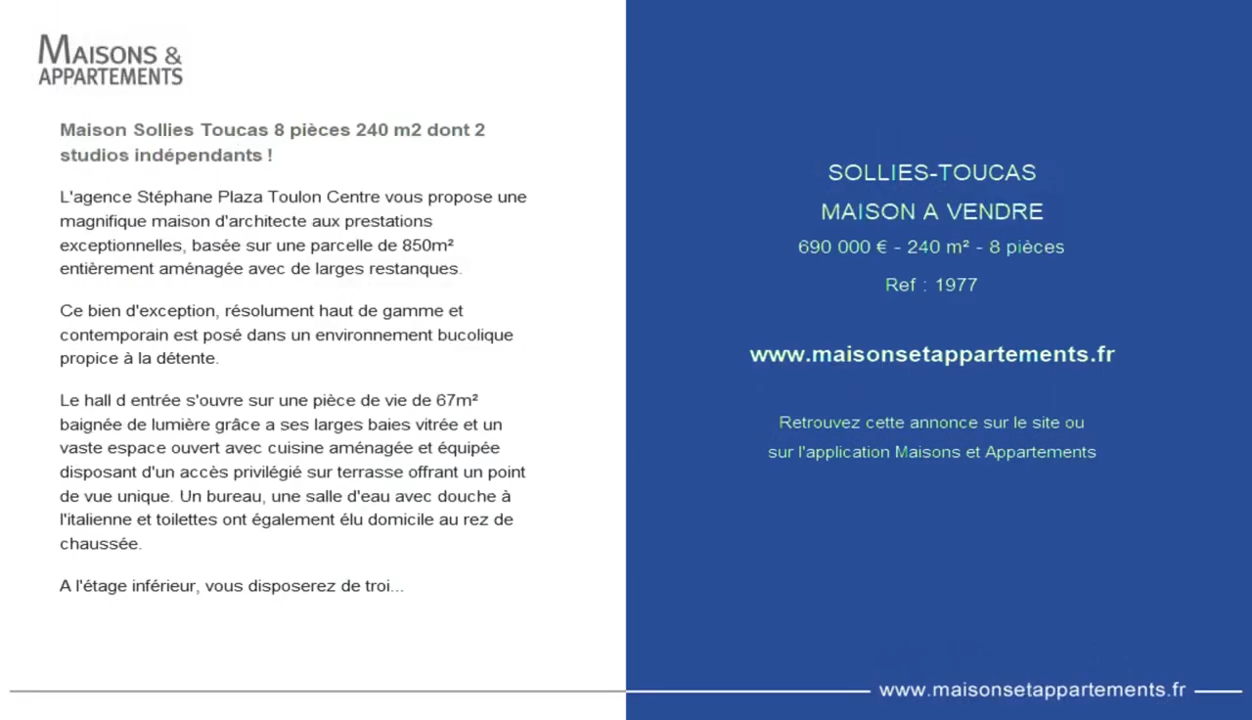 MAISONS &
APPARTEMENTS
Maison Sollies Toucas 8 pièces 240 m2 dont 2
studios indépendants !
L'agence Stéphane Plaza Toulon Centre vous propose une
magnifique maison d'architecte aux prestations
exceptionnelles, basée sur une parcelle de 850m²
entièrement aménagée avec de larges restanques.
Ce bien d'exception, résolument haut de gamme et
contemporain est posé dans un environnement bucolique
propice à la détente.
Le hall d entrée s'ouvre sur une pièce de vie de 67m²
baignée de lumière grâce a ses larges baies vitrée et un
vaste espace ouvert avec cuisine aménagée et équipée
disposant d'un accès privilégié sur terrasse offrant un point
de vue unique. Un bureau, une salle d'eau avec douche à
l'italienne et toilettes ont également élu domicile au rez de
chaussée.
A l'étage inférieur, vous disposerez de troi...
SOLLIES-TOUCAS
MAISON A VENDRE
690 000 € - 240 m² - 8 pièces
Ref : 1977
www.maisonsetappartements.fr
Retrouvez cette annonce sur le site ou
sur l'application Maisons et Appartements
www.maisonsetappartements.fr